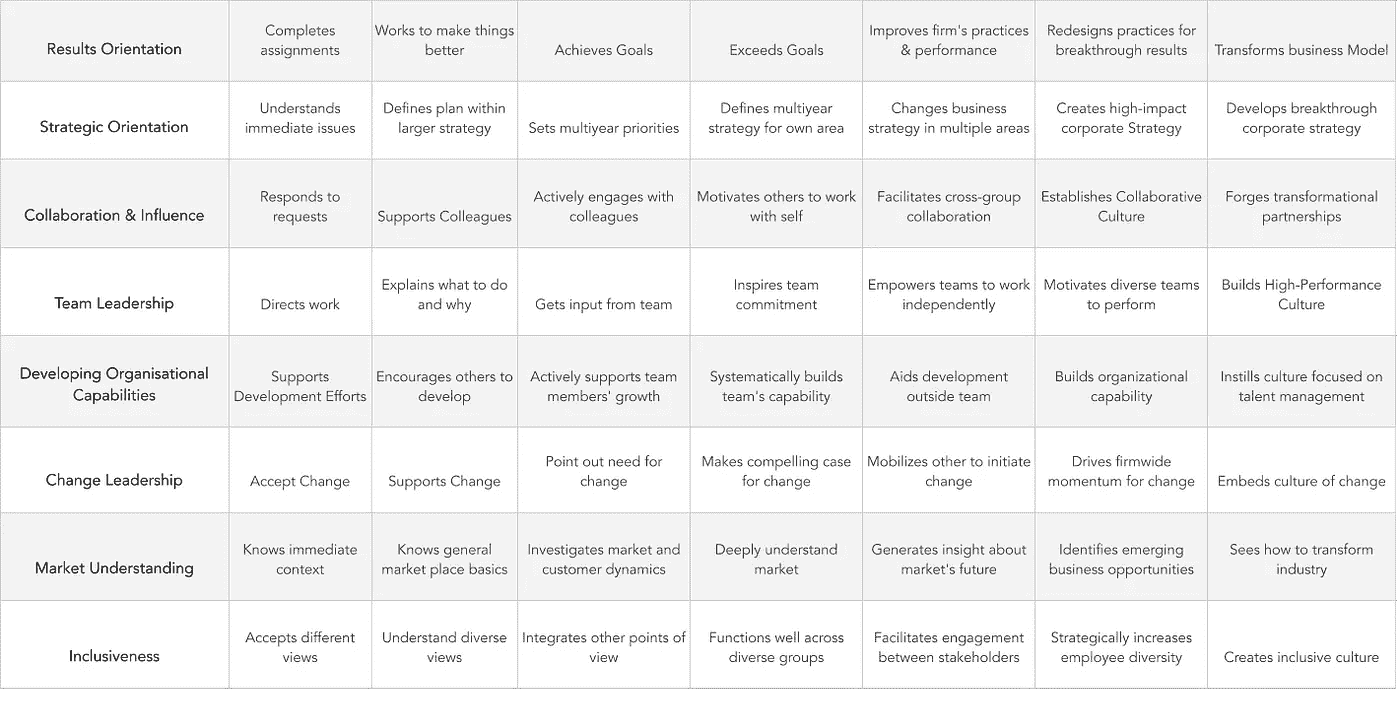 Results Orientation
Completes
assignments
Works to make things
better
Achieves Goals
Exceeds Goals
Improves firm's practices
& performance
Redesigns practices for
breakthrough results
Transforms business Model
Strategic Orientation
Understands
immediate issues
Defines plan within
larger strategy
Sets multiyear priorities
Defines multiyear
strategy for own area
Changes business
strategy in multiple areas
Creates high-impact
corporate Strategy
Develops breakthrough
corporate strategy
Collaboration & Influence
Responds to
requests
Supports Colleagues
Actively engages with
colleagues
Motivates others to work
with self
Facilitates cross-group
collaboration
Establishes Collaborative
Culture
Forges transformational
partnerships
Team Leadership
Directs work
Explains what to do
and why
Gets input from team
Inspires team
commitment
Empowers teams to work
independently
Motivates diverse teams
to perform
Builds High-Performance
Culture
Developing Organisational
Capabilities
Supports
Development Efforts
Encourages others to
develop
Actively supports team
members' growth
Systematically builds
team's capability
Aids development
outside team
Builds organizational
capability
Instills culture focused on
talent management
Change Leadership
Accept Change
Supports Change
Point out need for
change
Makes compelling case
for change
Mobilizes other to initiate
change
Drives firmwide
momentum for change
Embeds culture of change
Market Understanding
Knows immediate
context
Knows general
market place basics
Investigates market and
customer dynamics
Deeply understand
market
Generates insight about
market's future
Identifies emerging
business opportunities
Sees how to transform
industry
Inclusiveness
Accepts different
views
Understand diverse
views
Integrates other points of
view
Functions well across
diverse groups
Facilitates engagement
between stakeholders
Strategically increases
employee diversity
Creates inclusive culture